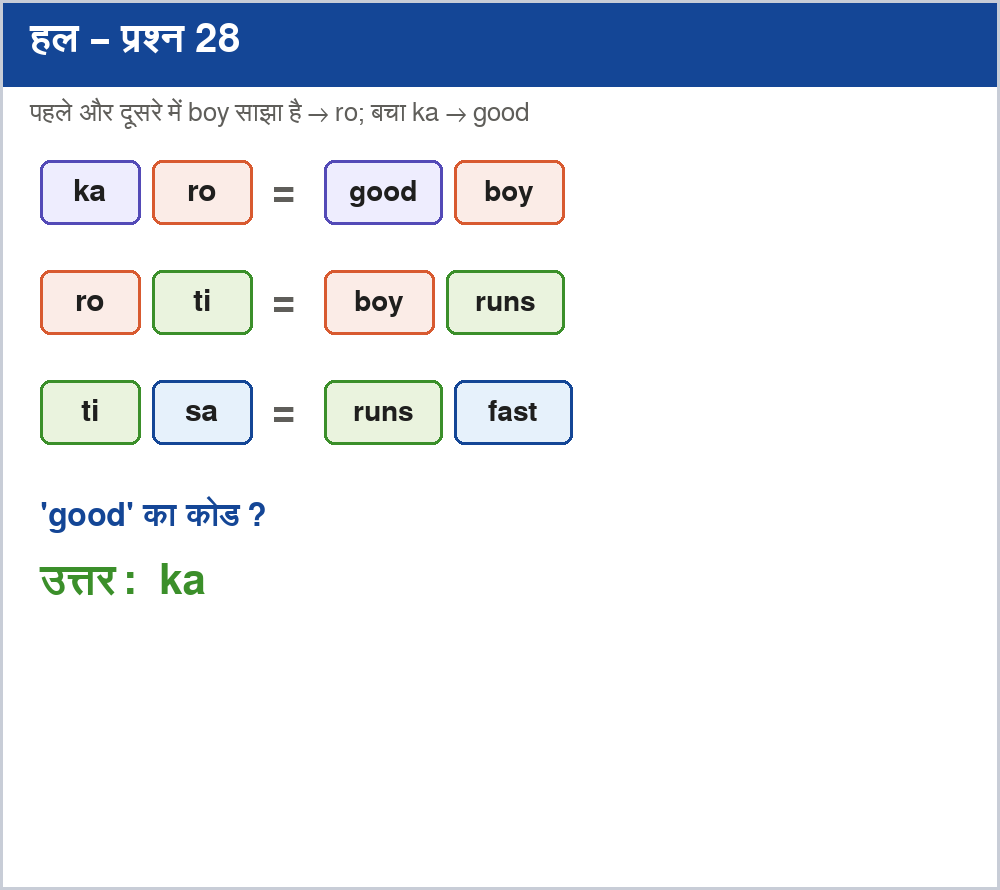 हल – प्रश्न 28
पहले और दूसरे में boy साझा है → ro; बचा ka → good
ka ro = good boy
ro ti = boy runs
ti sa = runs fast
'good' का कोड ?
उत्तर : ka